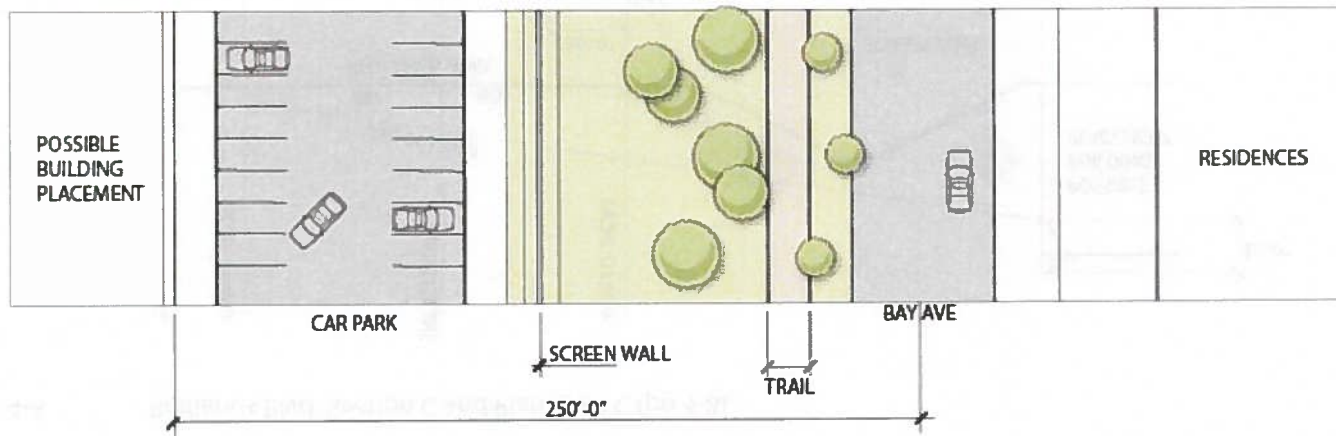 POSSIBLE
BUILDING
PLACEMENT
CAR PARK
SCREEN WALL
TRAIL
BAY AVE
RESIDENCES
250'-0"